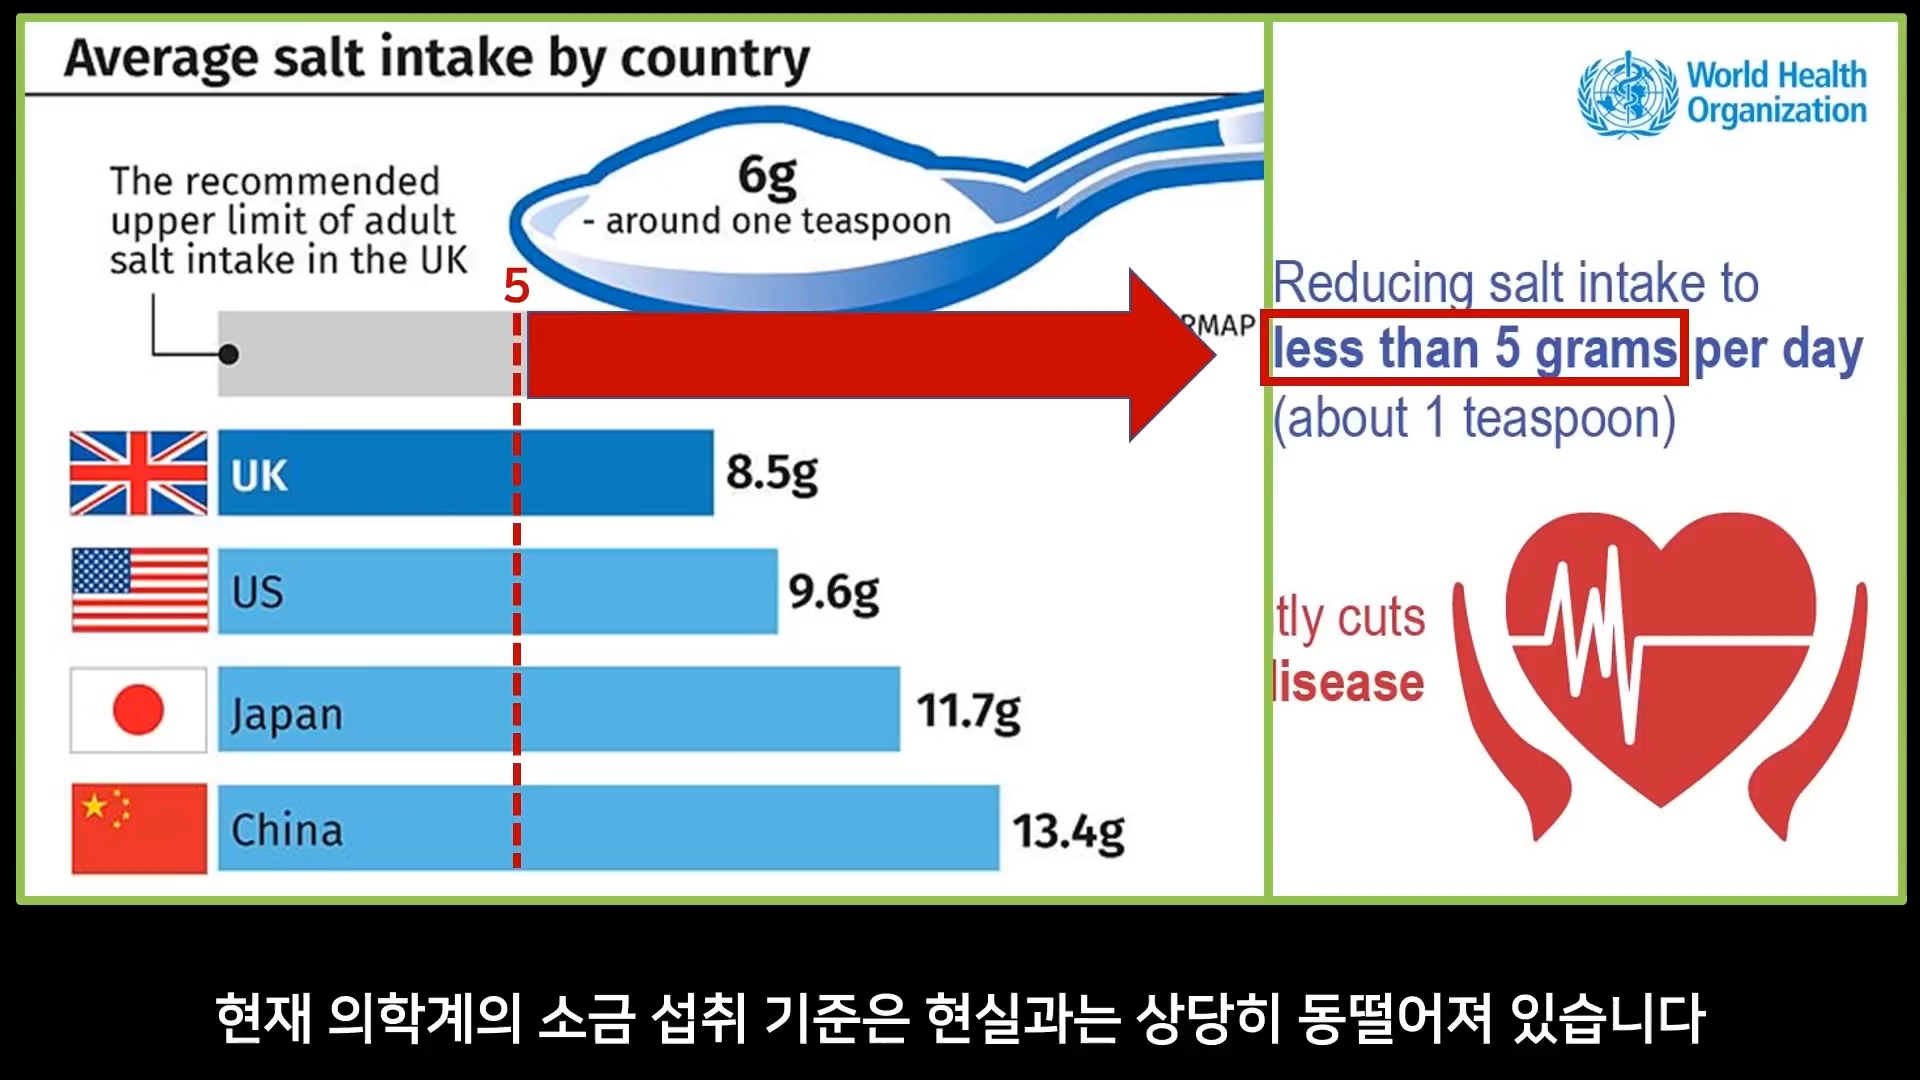 Average salt intake by country
The recommended
upper limit of adult
salt intake in the UK
6g
- around one teaspoon
5
RMAP
UK
8.5g
US
9.6g
Japan
11.7g
China
13.4g
World Health
Organization
Reducing salt intake to
less than 5 grams per day
(about 1 teaspoon)
tly cuts
disease
현재 의학계의 소금 섭취 기준은 현실과는 상당히 동떨어져 있습니다